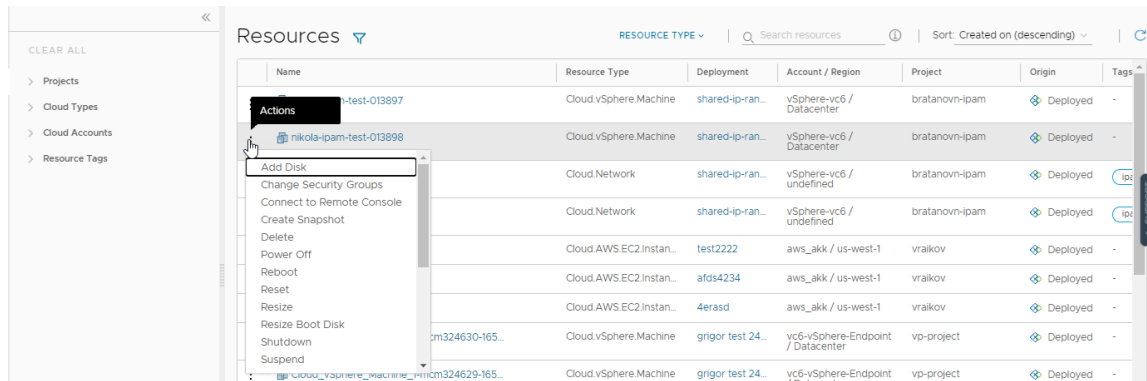 Resources
RESOURCE TYPE
Search resources
Sort: Created on (descending)
CLEAR ALL
Projects
Cloud Types
Cloud Accounts
Resource Tags
Name Resource Type Deployment Account / Region Project Origin Tags
Actions
-test-013897 Cloud.vSphere.Machine shared-ip-ran... vSphere-vc6 / Datacenter bratanovn-ipam Deployed -
nikola-ipam-test-013898 Cloud.vSphere.Machine shared-ip-ran... vSphere-vc6 / Datacenter bratanovn-ipam Deployed -
Cloud.Network shared-ip-ran... vSphere-vc6 / undefined bratanovn-ipam Deployed ipa
Cloud.Network shared-ip-ran... vSphere-vc6 / undefined bratanovn-ipam Deployed ipa
Cloud.AWS.EC2.Instan... test2222 aws_akk / us-west-1 vraikov Deployed -
Cloud.AWS.EC2.Instan... afds4234 aws_akk / us-west-1 vraikov Deployed -
Cloud.AWS.EC2.Instan... 4erasd aws_akk / us-west-1 vraikov Deployed -
cm324630-165... Cloud.vSphere.Machine grigor test 24... vc6-vSphere-Endpoint / Datacenter vp-project Deployed -
Cloud_vSphere_Machine_1-mcm324629-165... Cloud.vSphere.Machine grigor test 24... vc6-vSphere-Endpoint vp-project Deployed -
Add Disk
Change Security Groups
Connect to Remote Console
Create Snapshot
Delete
Power Off
Reboot
Reset
Resize
Resize Boot Disk
Shutdown
Suspend